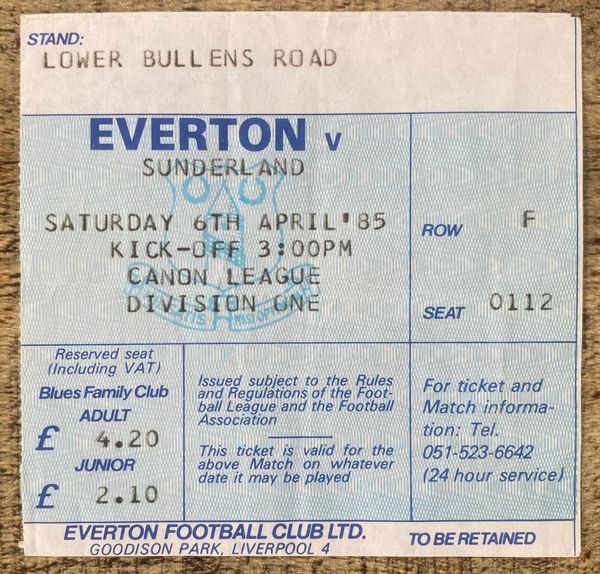 STAND:
LOWER BULLENS ROAD
EVERTON v
SUNDERLAND
SATURDAY 6TH APRIL'85
KICK-OFF 3:00PM
CANON LEAGUE
DIVISION ONE
ROW F
SEAT 0112
Reserved seat
(Including VAT)
Blues Family Club
ADULT
£ 4.20
JUNIOR
£ 2.10
Issued subject to the Rules
and Regulations of the Foot-
ball League and the Football
Association
This ticket is valid for the
above Match on whatever
date it may be played
For ticket and
Match informa-
tion: Tel.
051-523-6642
(24 hour service)
EVERTON FOOTBALL CLUB LTD.
GOODISON PARK, LIVERPOOL 4
TO BE RETAINED